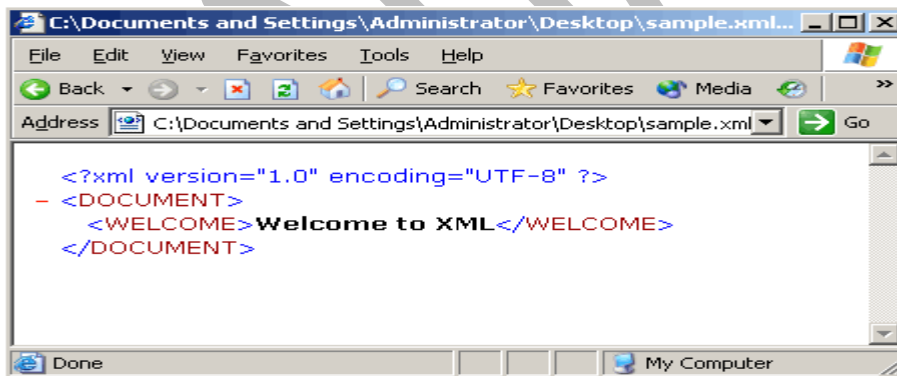 C:\Documents and Settings\Administrator\Desktop\sample.xml...
File Edit View Favorites Tools Help
Back Search Favorites Media »
Address C:\Documents and Settings\Administrator\Desktop\sample.xml Go
<?xml version="1.0" encoding="UTF-8" ?>
- <DOCUMENT>
<WELCOME>Welcome to XML</WELCOME>
</DOCUMENT>
Done My Computer